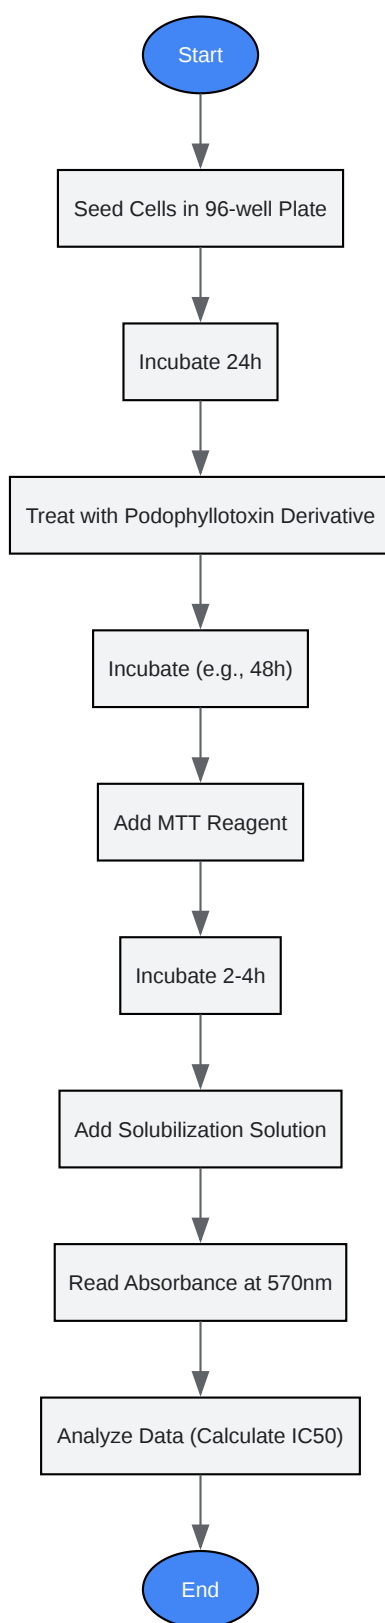 Start
Seed Cells in 96-well Plate
Incubate 24h
Treat with Podophyllotoxin Derivative
Incubate (e.g., 48h)
Add MTT Reagent
Incubate 2-4h
Add Solubilization Solution
Read Absorbance at 570nm
Analyze Data (Calculate IC50)
End